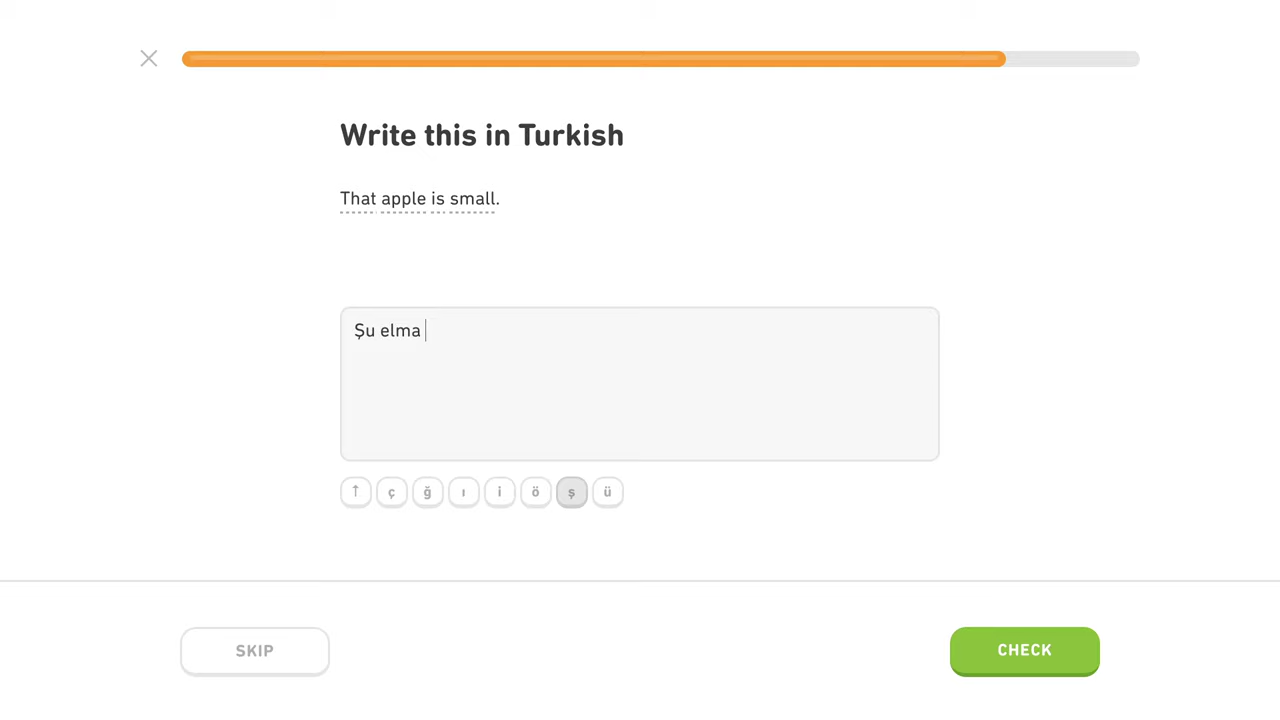 Write this in Turkish
That apple is small.
Şu elma
↑ ç ğ ı i ö ş ü
SKIP
CHECK